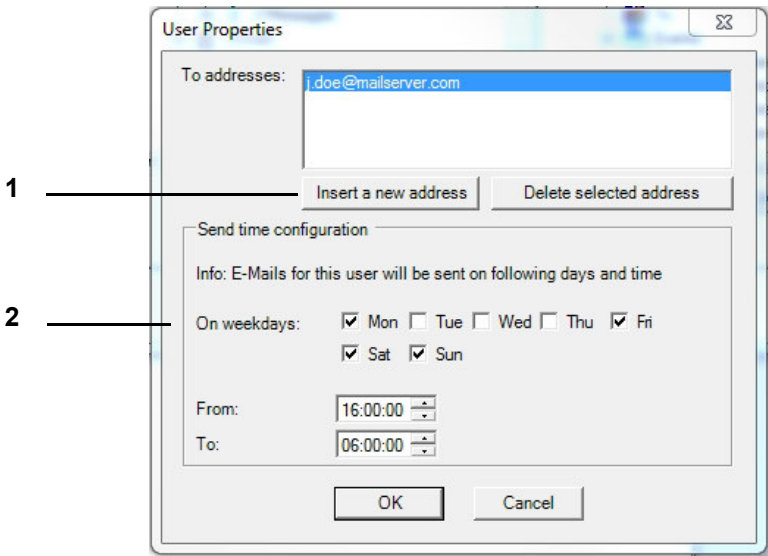 User Properties
To addresses:
j.doe@mailserver.com
1
Insert a new address
Delete selected address
Send time configuration
Info: E-Mails for this user will be sent on following days and time
2
On weekdays:
Mon Tue Wed Thu Fri
Sat Sun
From:
16:00:00
To:
06:00:00
OK
Cancel